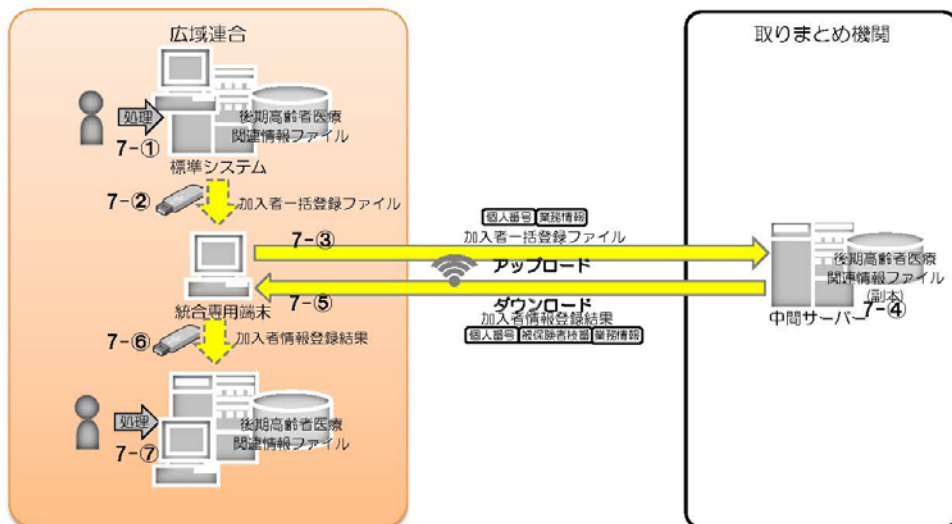 広域連合
取りまとめ機関
処理
後期高齢者医療
関連情報ファイル
7-①
標準システム
7-②
加入者一括登録ファイル
7-③
個人番号 業務情報
加入者一括登録ファイル
アップロード
後期高齢者医療
関連情報ファイル
(副本)
7-④
中間サーバー
7-⑤
ダウンロード
加入者情報登録結果
個人番号 被保険者枝番 業務情報
統合専用端末
7-⑥
加入者情報登録結果
処理
後期高齢者医療
関連情報ファイル
7-⑦